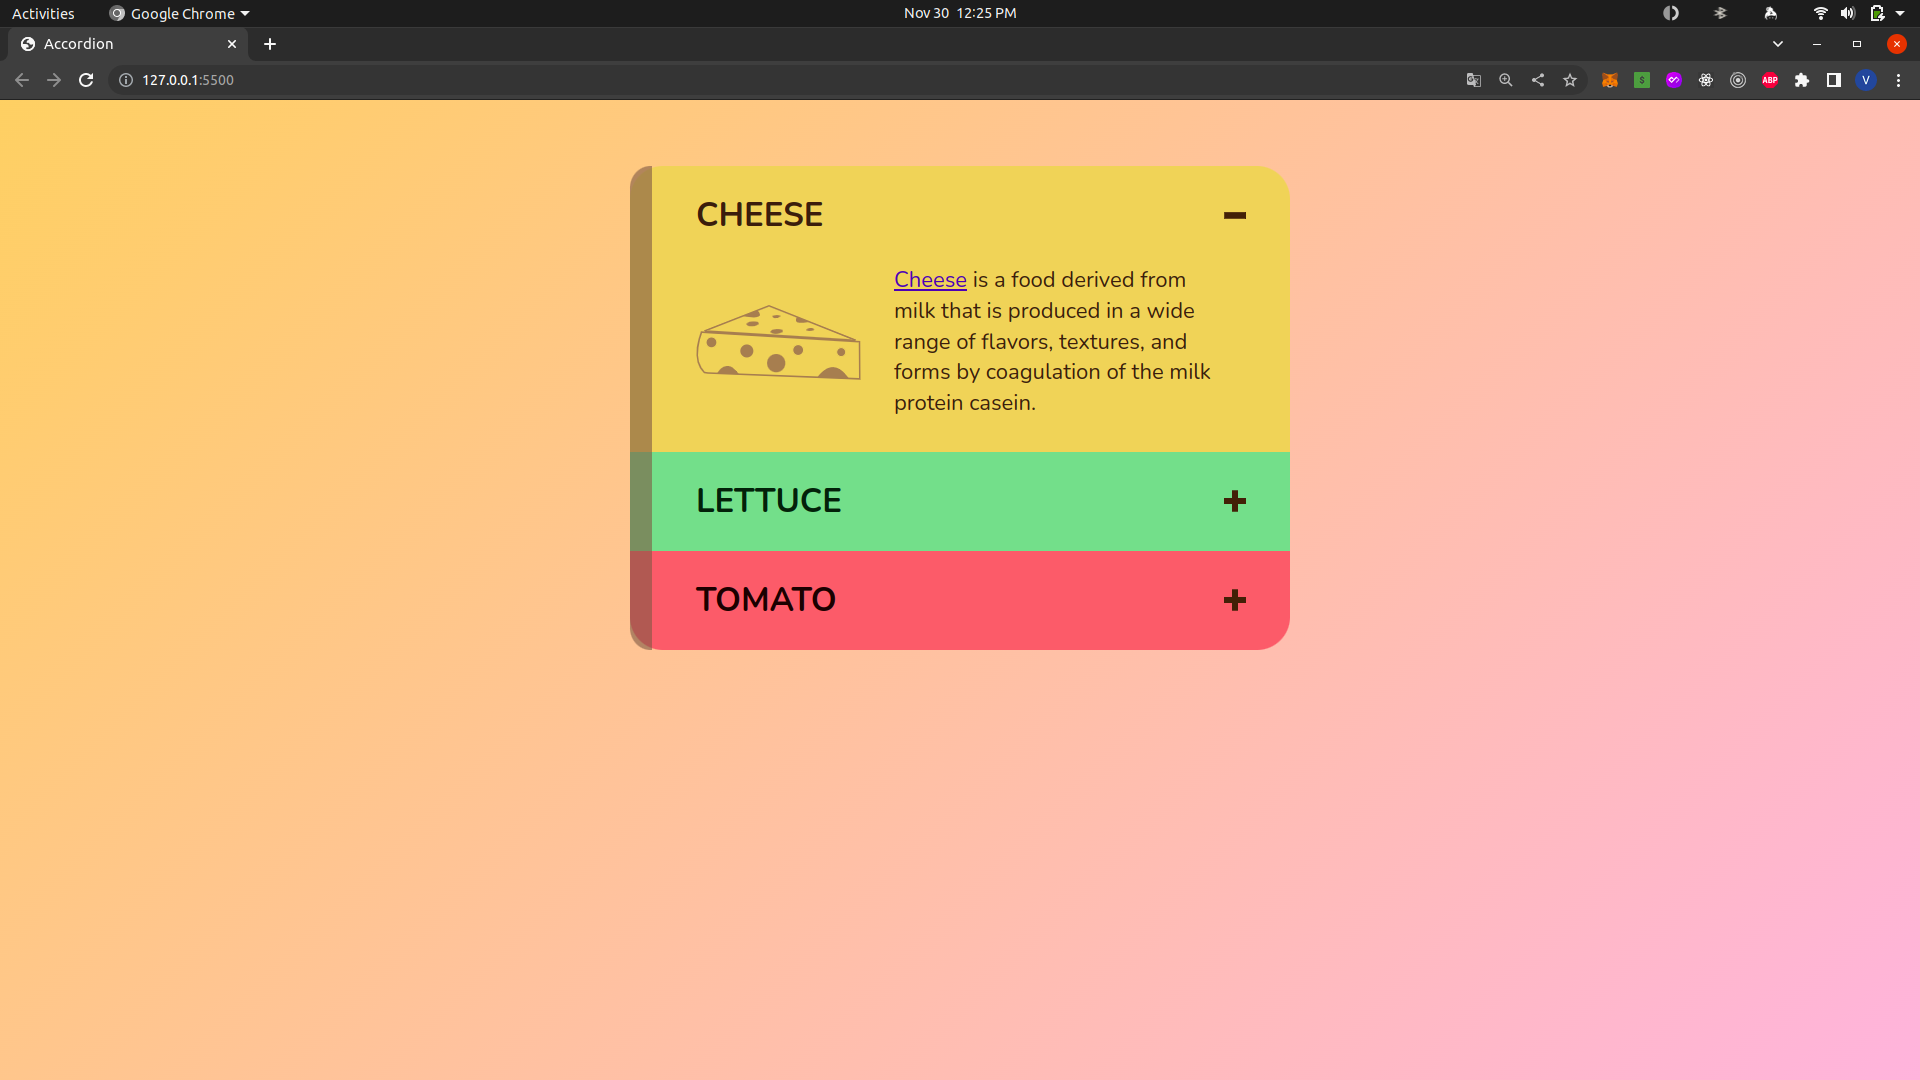 Activities
Google Chrome
Nov 30 12:25 PM
Accordion
127.0.0.1:5500
$
ABP
V
CHEESE
Cheese is a food derived from
milk that is produced in a wide
range of flavors, textures, and
forms by coagulation of the milk
protein casein.
LETTUCE
TOMATO